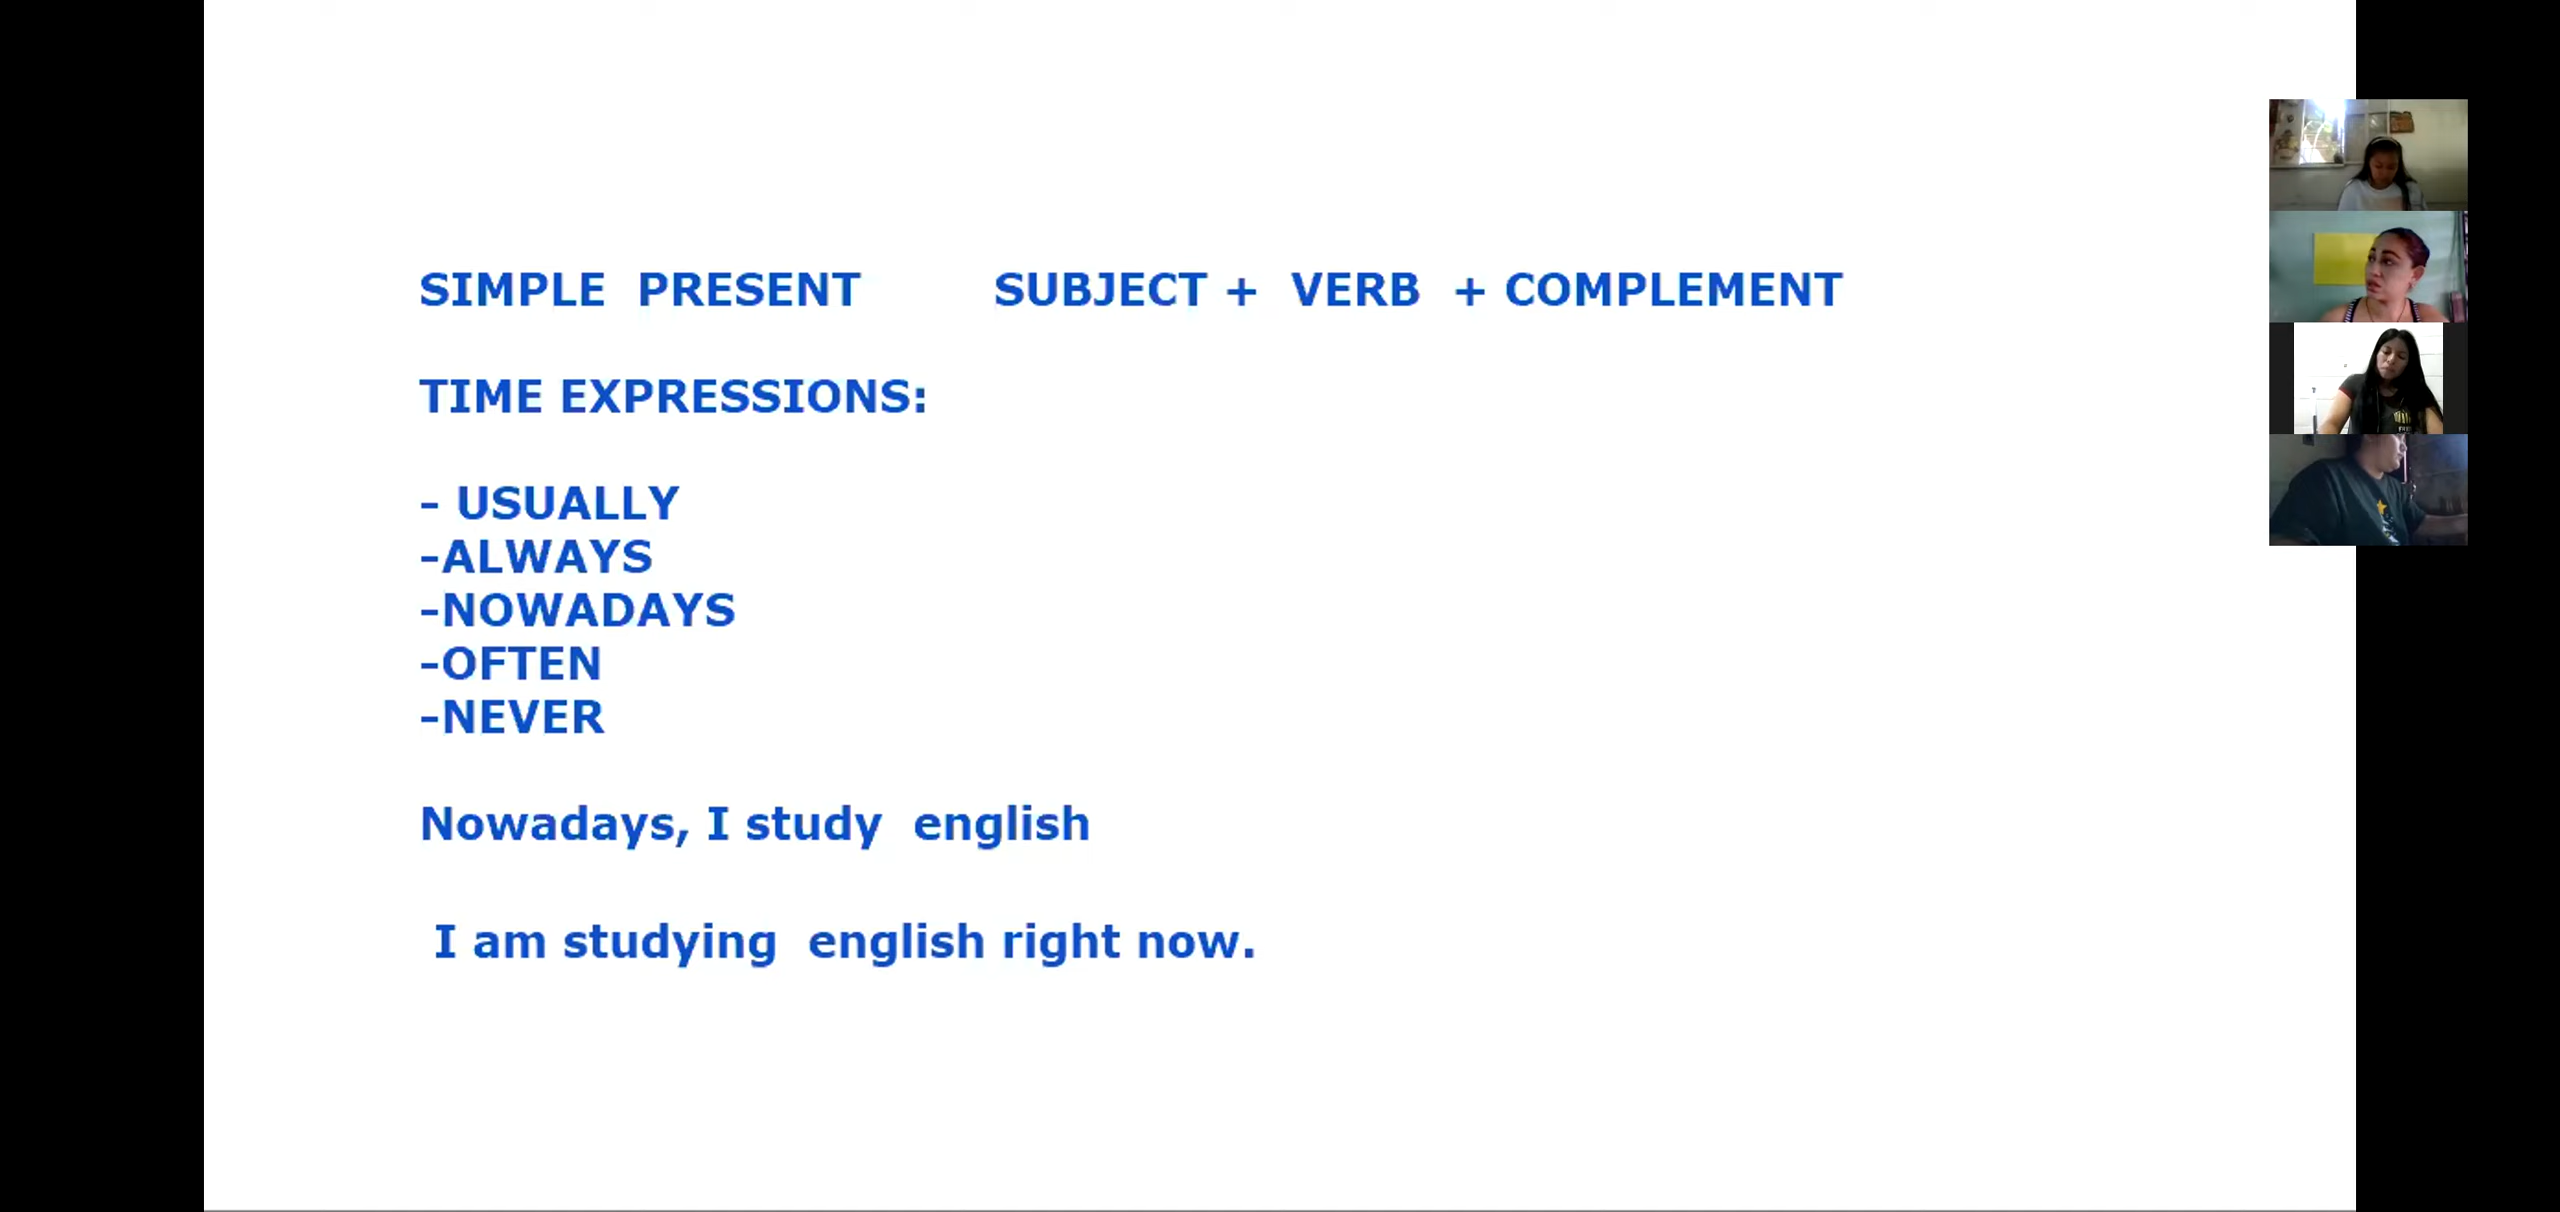 SIMPLE PRESENT SUBJECT + VERB + COMPLEMENT
TIME EXPRESSIONS:
- USUALLY
-ALWAYS
-NOWADAYS
-OFTEN
-NEVER
Nowadays, I study english
I am studying english right now.